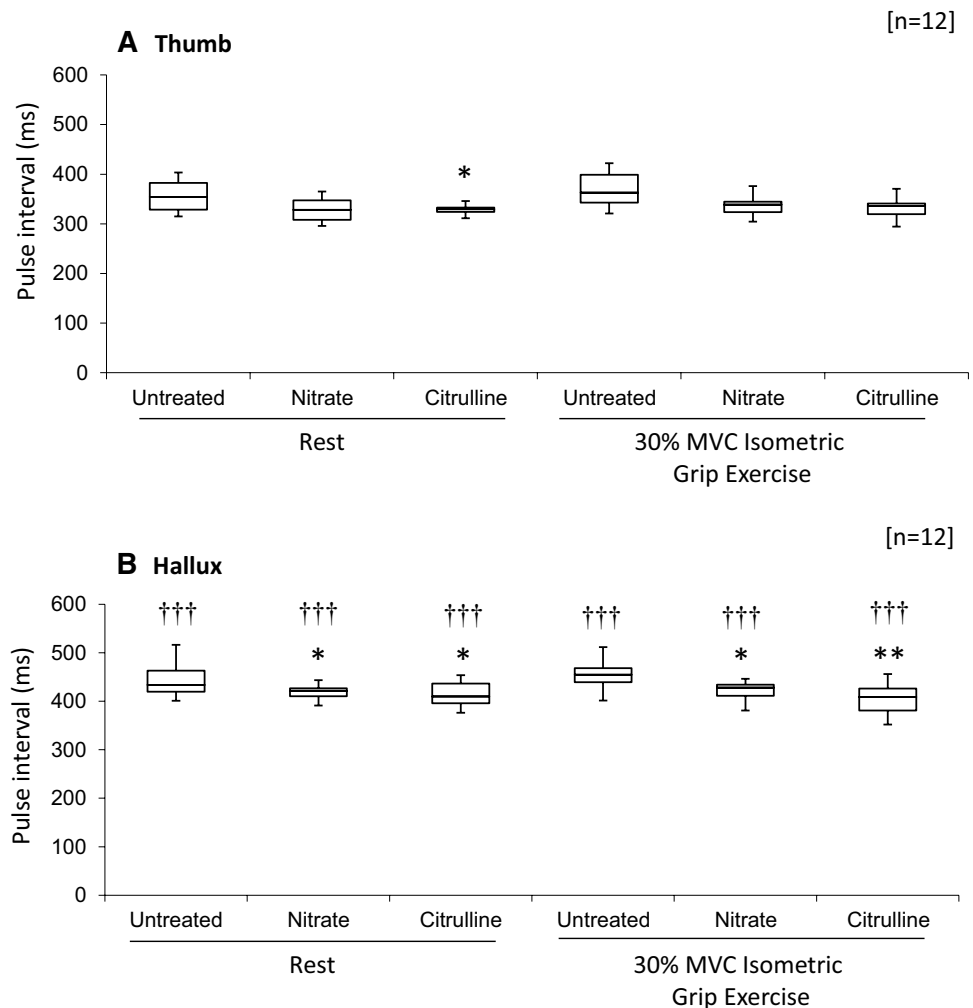 [n=12]
A Thumb
600
500
400
300
200
100
0
Pulse interval (ms)
*
Untreated Nitrate Citrulline Untreated Nitrate Citrulline
Rest 30% MVC Isometric
Grip Exercise
[n=12]
B Hallux
600
500
400
300
200
100
0
Pulse interval (ms)
††† ††† ††† ††† ††† †††
* * * **
Untreated Nitrate Citrulline Untreated Nitrate Citrulline
Rest 30% MVC Isometric
Grip Exercise